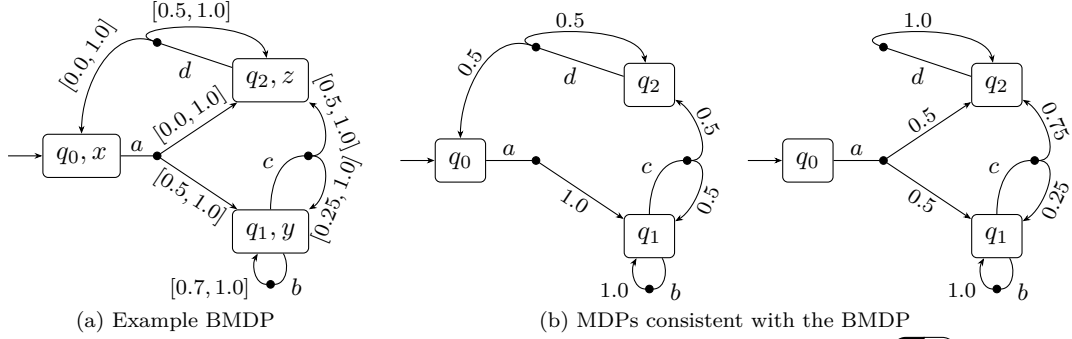 [0.5, 1.0]
[0.0, 1.0]
d
q₂, z
[0.0, 1.0]
[0.5, 1.0]
q₀, x
a
c
[0.5, 1.0]
[0.25, 1.0]
q₁, y
[0.7, 1.0]
b
(a) Example BMDP
0.5
0.5
d
q₂
0.5
q₀
a
c
1.0
0.5
q₁
1.0
b
1.0
d
q₂
0.5
0.75
q₀
a
c
0.5
0.25
q₁
1.0
b
(b) MDPs consistent with the BMDP